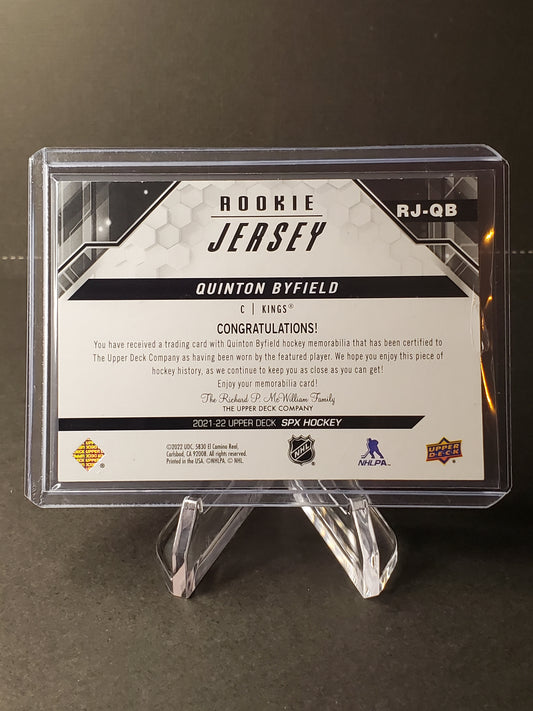 ROOKIE
JERSEY
RJ-QB
QUINTON BYFIELD
C | KINGS®
CONGRATULATIONS!
You have received a trading card with Quinton Byfield hockey memorabilia that has been certified to
The Upper Deck Company as having been worn by the featured player. We hope you enjoy this piece of
hockey history, as we continue to keep you as close as you can get!
Enjoy your memorabilia card!
The Richard P. McWilliam Family
THE UPPER DECK COMPANY
2021-22 UPPER DECK SPX HOCKEY
©2022 UDC, 5830 El Camino Real,
Carlsbad, CA 92008. All rights reserved.
Printed in the USA. ©NHLPA. © NHL.
NHL
NHLPA
UPPER
DECK